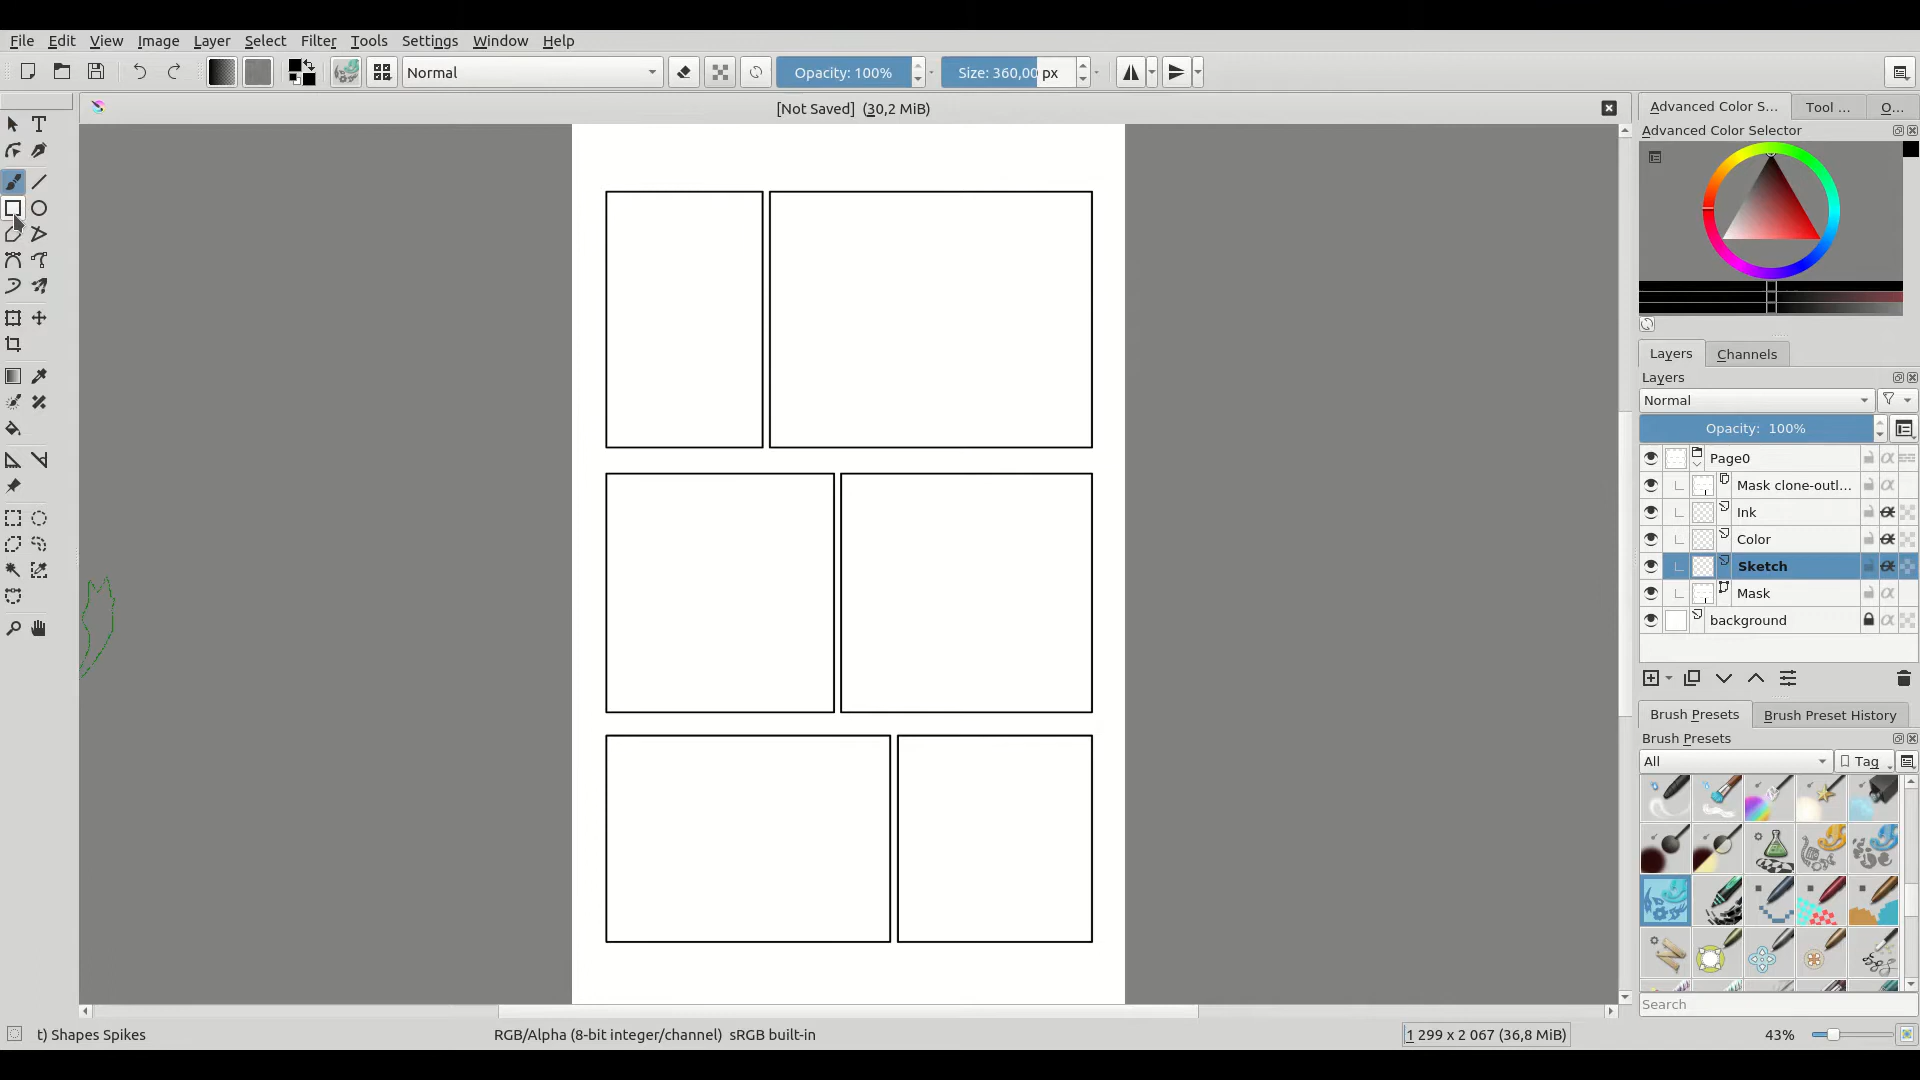 File Edit View Image Layer Select Filter Tools Settings Window Help
Normal
Opacity: 100%
Size: 360,00 px
[Not Saved] (30,2 MiB)
Advanced Color S...
Tool ...
O...
Advanced Color Selector
Layers
Channels
Layers
Normal
Opacity: 100%
Page0
Mask clone-outl...
Ink
Color
Sketch
Mask
background
Brush Presets
Brush Preset History
Brush Presets
All
Tag
Search
t) Shapes Spikes
RGB/Alpha (8-bit integer/channel) sRGB built-in
1 299 x 2 067 (36,8 MiB)
43%